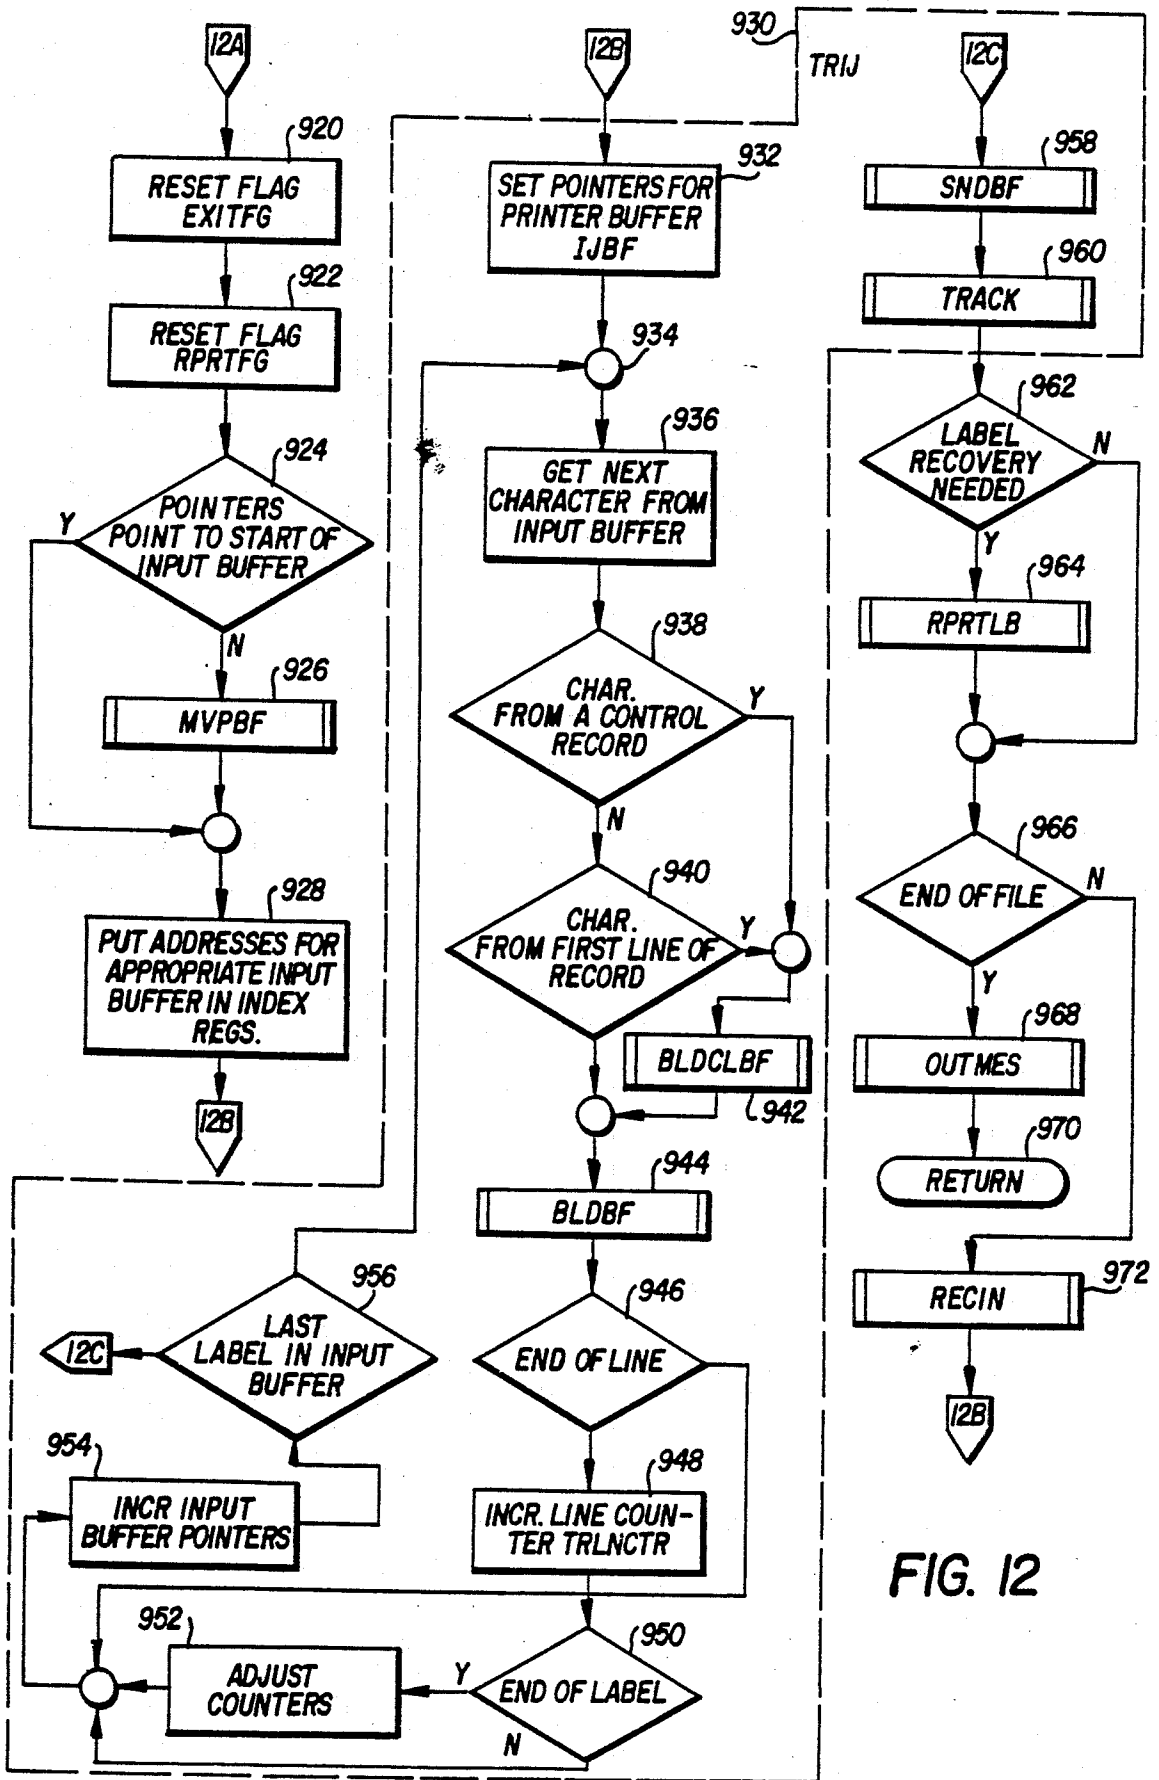 12A
920
RESET FLAG
EXITFG
922
RESET FLAG
RPRTFG
924
POINTERS
POINT TO START OF
INPUT BUFFER
Y
N
926
MVPBF
928
PUT ADDRESSES FOR
APPROPRIATE INPUT
BUFFER IN INDEX
REGS.
12B
930
TRIJ
12B
932
SET POINTERS FOR
PRINTER BUFFER
IJBF
934
936
GET NEXT
CHARACTER FROM
INPUT BUFFER
938
CHAR.
FROM A CONTROL
RECORD
Y
N
940
CHAR.
FROM FIRST LINE OF
RECORD
Y
BLDCLBF
942
944
BLDBF
946
END OF LINE
948
INCR. LINE COUN-
TER TRLNCTR
950
END OF LABEL
Y
N
952
ADJUST
COUNTERS
954
INCR INPUT
BUFFER POINTERS
956
LAST
LABEL IN INPUT
BUFFER
12C
12C
958
SNDBF
960
TRACK
962
LABEL
RECOVERY
NEEDED
N
Y
964
RPRTLB
966
END OF FILE
N
Y
968
OUTMES
970
RETURN
RECIN
972
12B
FIG. 12